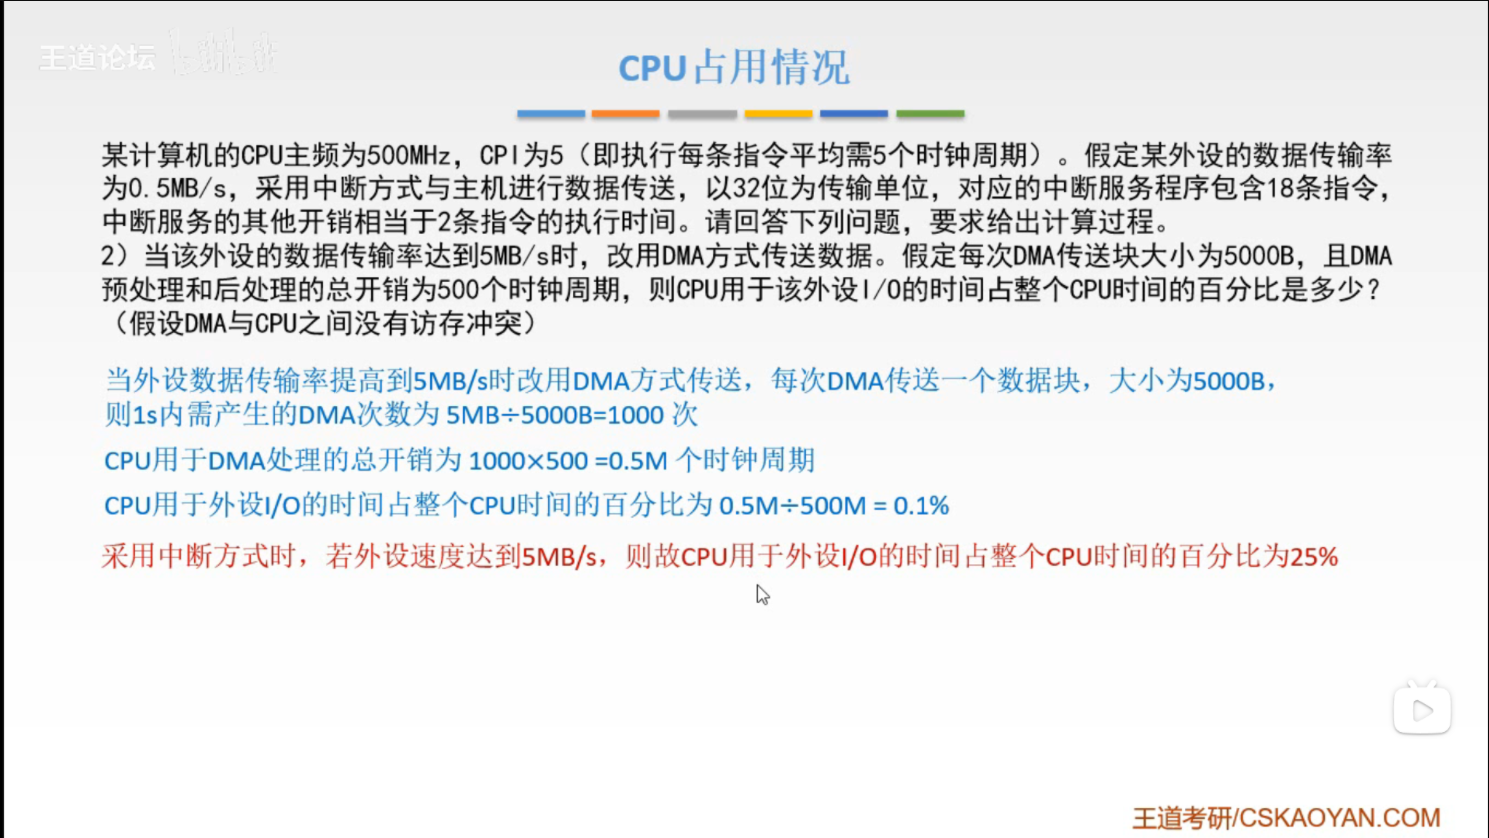 王道论坛 bilibili
CPU占用情况
某计算机的CPU主频为500MHz，CPI为5（即执行每条指令平均需5个时钟周期）。假定某外设的数据传输率
为0.5MB/s，采用中断方式与主机进行数据传送，以32位为传输单位，对应的中断服务程序包含18条指令，
中断服务的其他开销相当于2条指令的执行时间。请回答下列问题，要求给出计算过程。
2）当该外设的数据传输率达到5MB/s时，改用DMA方式传送数据。假定每次DMA传送块大小为5000B，且DMA
预处理和后处理的总开销为500个时钟周期，则CPU用于该外设I/O的时间占整个CPU时间的百分比是多少？
（假设DMA与CPU之间没有访存冲突）
当外设数据传输率提高到5MB/s时改用DMA方式传送，每次DMA传送一个数据块，大小为5000B，
则1s内需产生的DMA次数为 5MB÷5000B=1000 次
CPU用于DMA处理的总开销为 1000×500 =0.5M 个时钟周期
CPU用于外设I/O的时间占整个CPU时间的百分比为 0.5M÷500M = 0.1%
采用中断方式时，若外设速度达到5MB/s，则故CPU用于外设I/O的时间占整个CPU时间的百分比为25%
王道考研/CSKAOYAN.COM